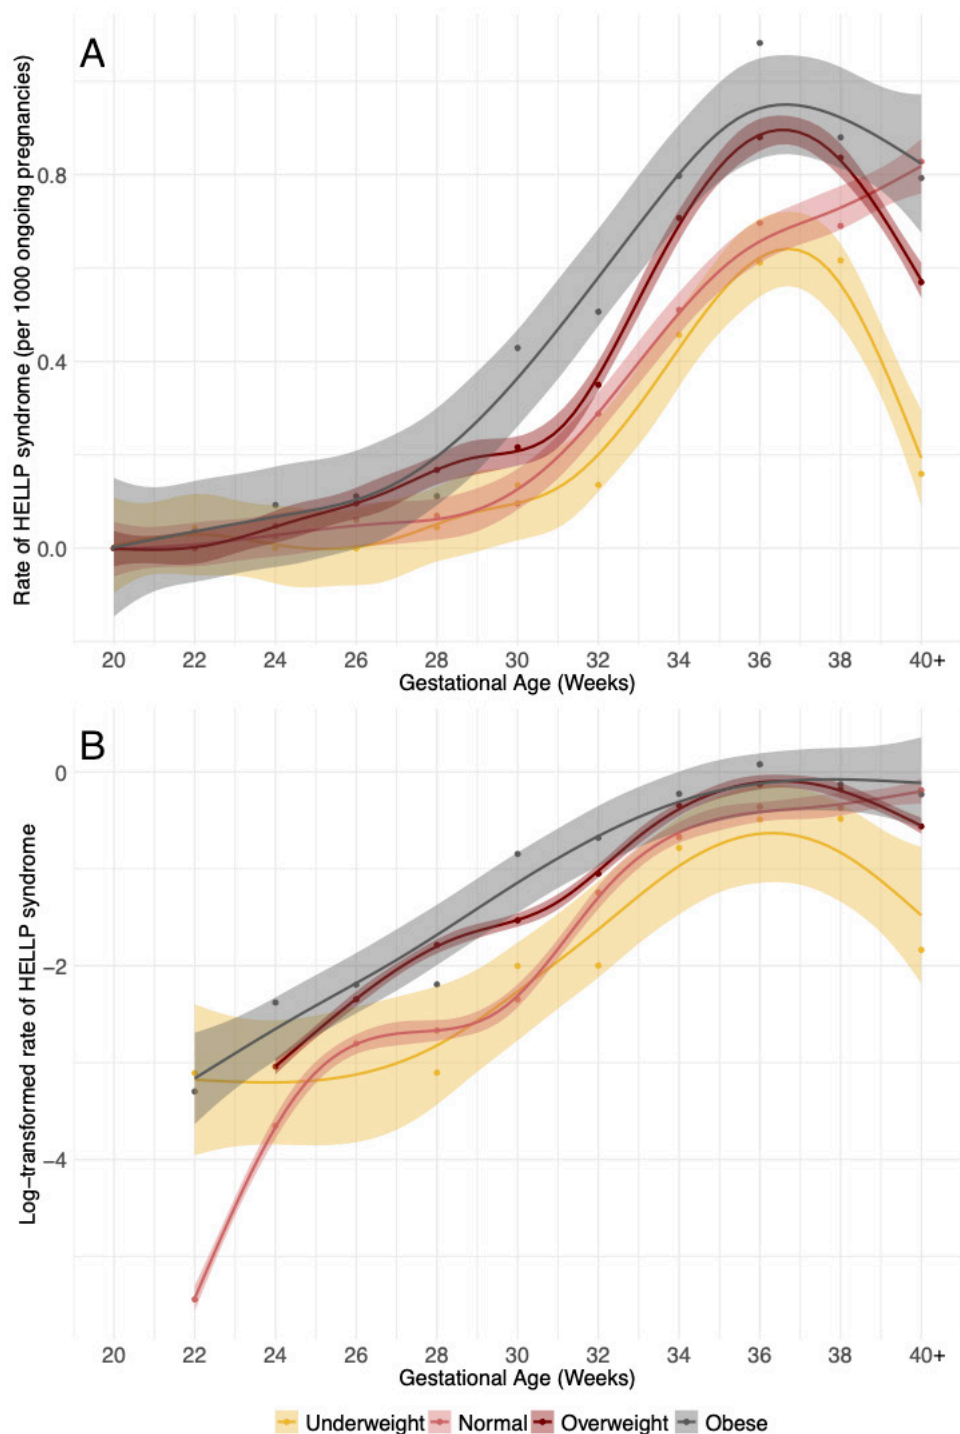 A
Rate of HELLP syndrome (per 1000 ongoing pregnancies)
0.8
0.4
0.0
20 22 24 26 28 30 32 34 36 38 40+
Gestational Age (Weeks)
B
Log−transformed rate of HELLP syndrome
0
−2
−4
20 22 24 26 28 30 32 34 36 38 40+
Gestational Age (Weeks)
Underweight Normal Overweight Obese